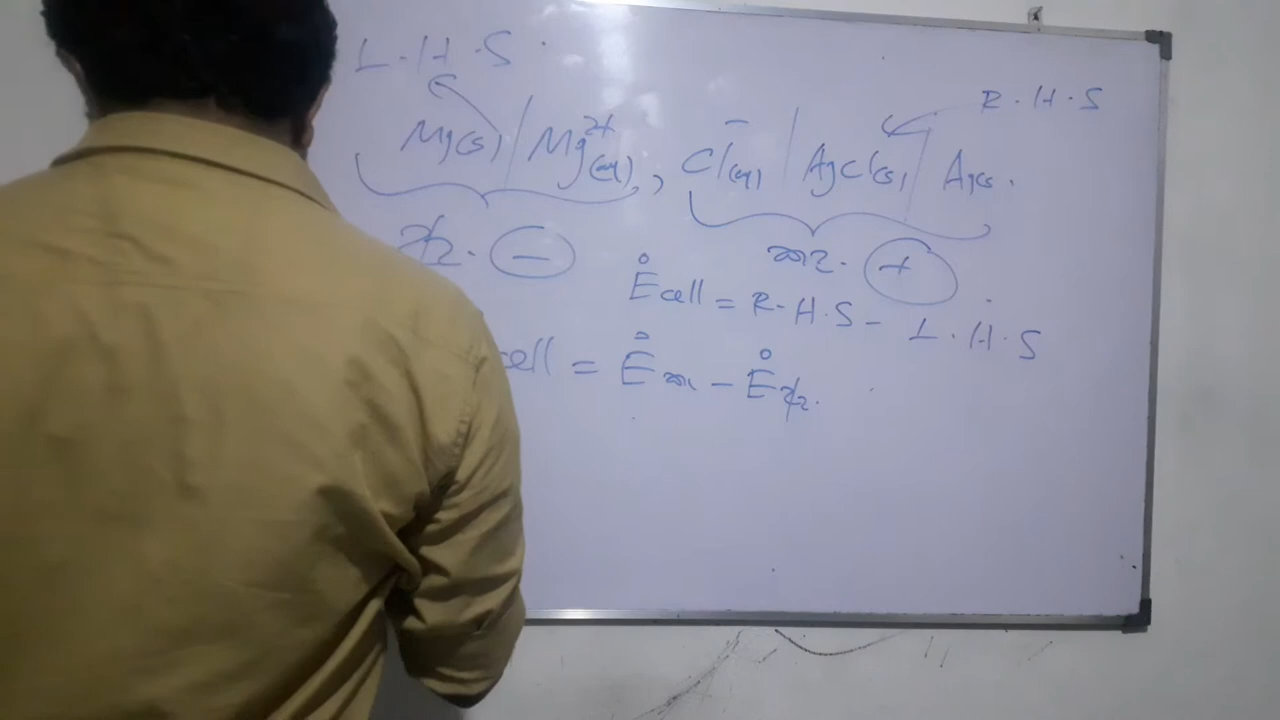 L.H.S
R.H.S
Mg(s) / Mg²⁺(aq), Cl⁻(aq) / AgCl(s) / Ag(s).
−
+
E°cell = R-H.S - L.H.S
cell = E° - E°